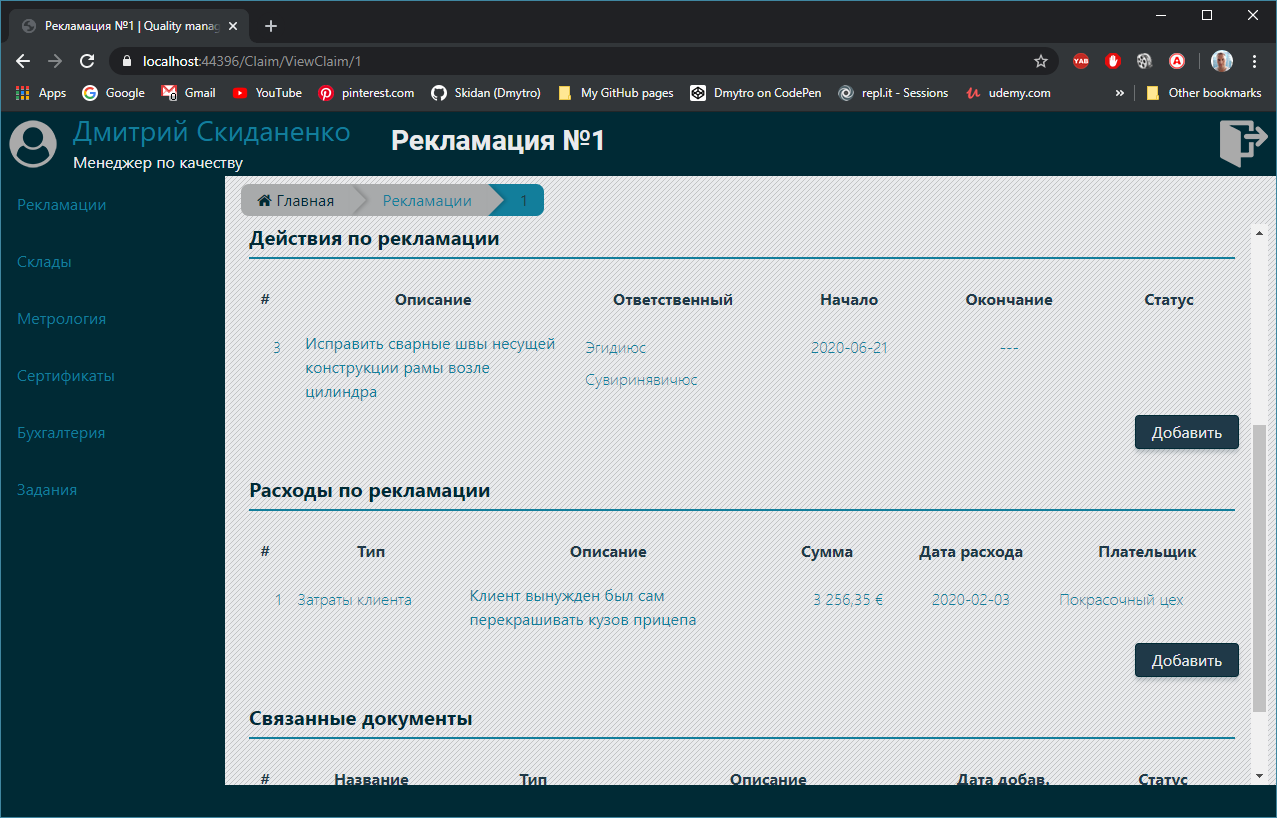 Рекламация №1 | Quality manag
localhost:44396/Claim/ViewClaim/1
YAB
A
Apps Google Gmail YouTube pinterest.com Skidan (Dmytro) My GitHub pages Dmytro on CodePen repl.it - Sessions udemy.com » Other bookmarks
Дмитрий Скиданенко
Менеджер по качеству
Рекламация №1
Рекламации
Склады
Метрология
Сертификаты
Бухгалтерия
Задания
Главная Рекламации 1
Действия по рекламации
# Описание Ответственный Начало Окончание Статус
3 Исправить сварные швы несущей Эгидиюс 2020-06-21 ---
конструкции рамы возле Сувиринявичюс
цилиндра
Добавить
Расходы по рекламации
# Тип Описание Сумма Дата расхода Плательщик
1 Затраты клиента Клиент вынужден был сам 3 256,35 € 2020-02-03 Покрасочный цех
перекрашивать кузов прицепа
Добавить
Связанные документы
# Название Тип Описание Дата добав. Статус